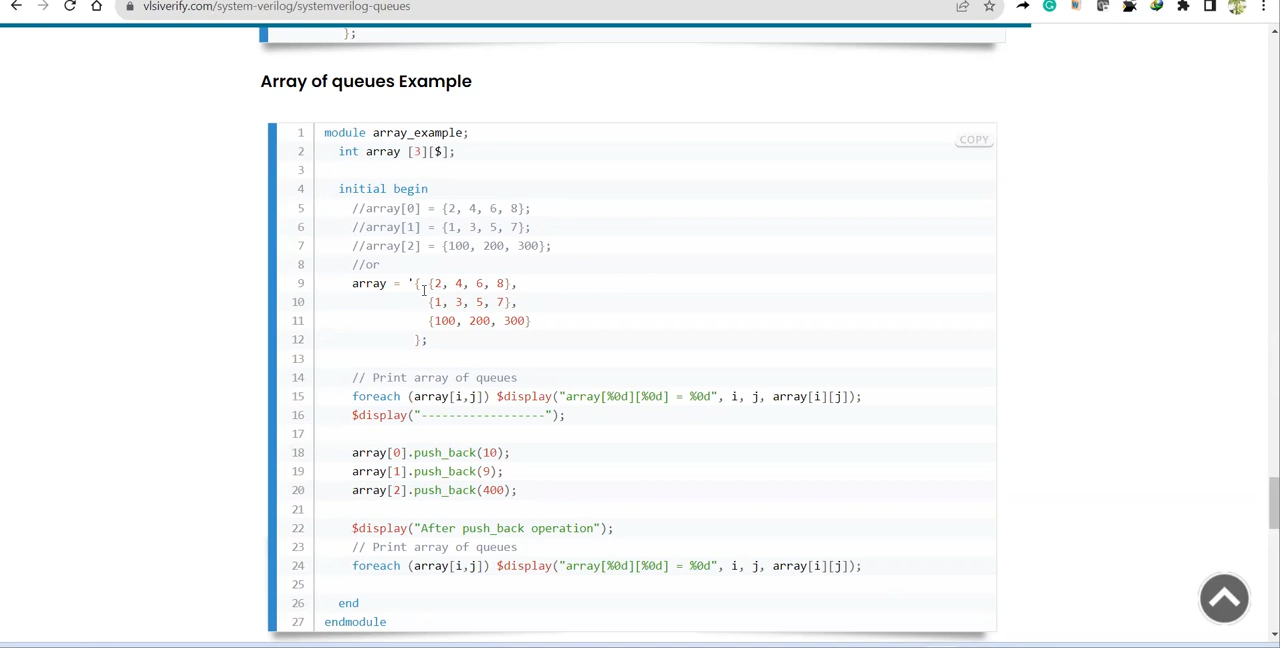 vlsiverify.com/system-verilog/systemverilog-queues
};
Array of queues Example
COPY
1 module array_example;
2 int array [3][$];
3
4 initial begin
5 //array[0] = {2, 4, 6, 8};
6 //array[1] = {1, 3, 5, 7};
7 //array[2] = {100, 200, 300};
8 //or
9 array = '{ {2, 4, 6, 8},
10 {1, 3, 5, 7},
11 {100, 200, 300}
12 };
13
14 // Print array of queues
15 foreach (array[i,j]) $display("array[%0d][%0d] = %0d", i, j, array[i][j]);
16 $display("------------------");
17
18 array[0].push_back(10);
19 array[1].push_back(9);
20 array[2].push_back(400);
21
22 $display("After push_back operation");
23 // Print array of queues
24 foreach (array[i,j]) $display("array[%0d][%0d] = %0d", i, j, array[i][j]);
25
26 end
27 endmodule